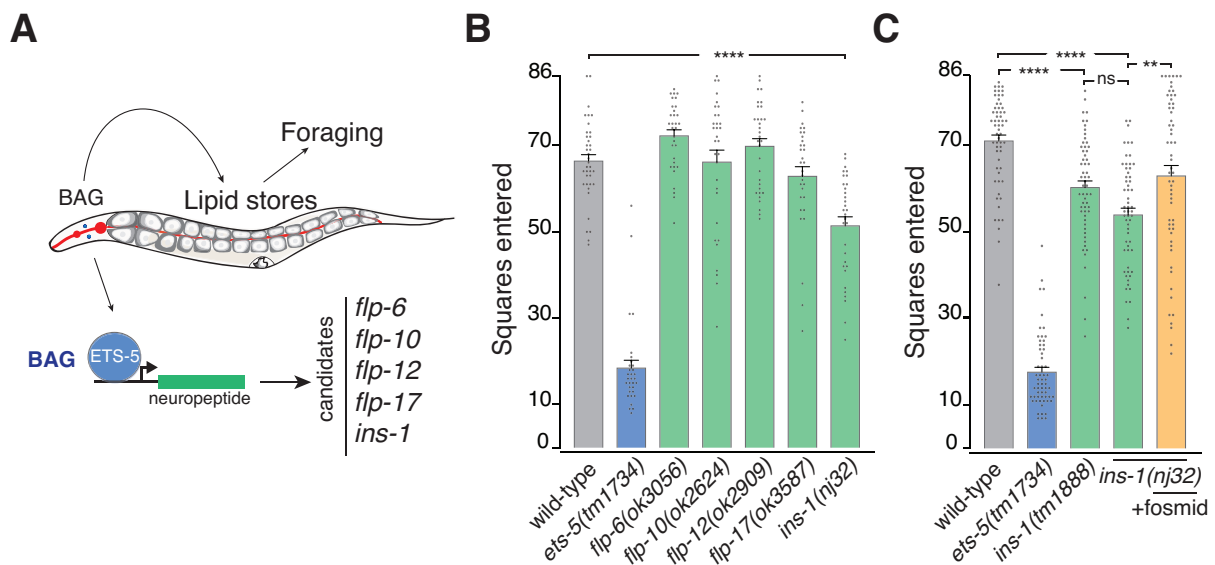 A
Foraging
BAG
Lipid stores
BAG
ETS-5
neuropeptide
candidates
flp-6
flp-10
flp-12
flp-17
ins-1
B
Squares entered
86
70
50
30
10
0
****
wild-type
ets-5(tm1734)
flp-6(ok3056)
flp-10(ok2624)
flp-12(ok2909)
flp-17(ok3587)
ins-1(nj32)
C
Squares entered
86
70
50
30
10
0
****
****
ns
**
wild-type
ets-5(tm1734)
ins-1(tm1888)
ins-1(nj32)
+fosmid